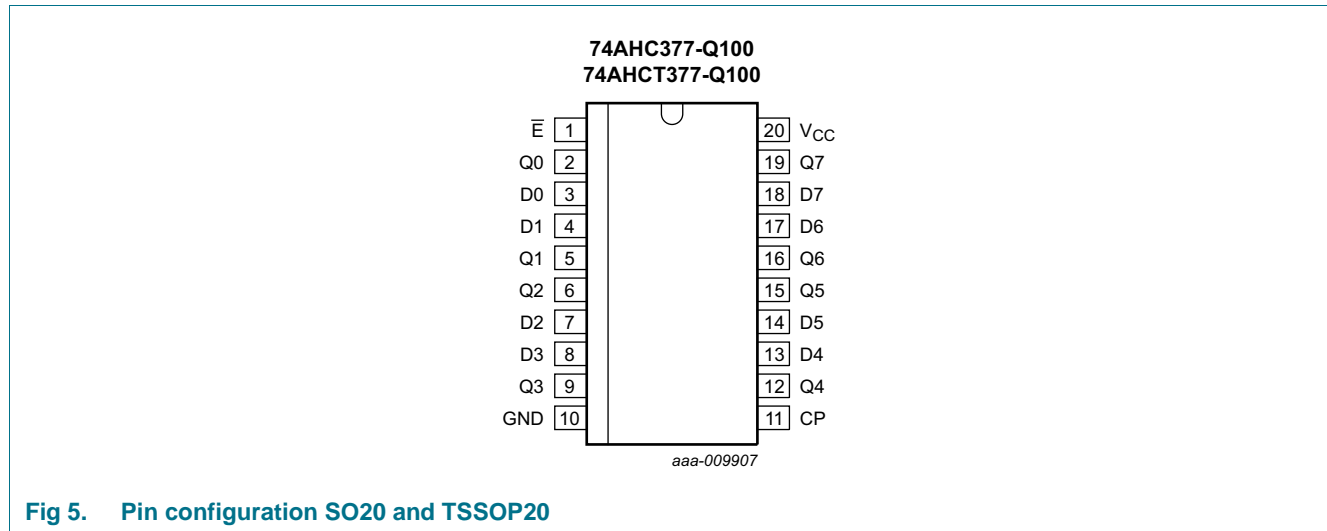 74AHC377-Q100
74AHCT377-Q100
E̅ 1 20 VCC
Q0 2 19 Q7
D0 3 18 D7
D1 4 17 D6
Q1 5 16 Q6
Q2 6 15 Q5
D2 7 14 D5
D3 8 13 D4
Q3 9 12 Q4
GND 10 11 CP
aaa-009907
Fig 5. Pin configuration SO20 and TSSOP20